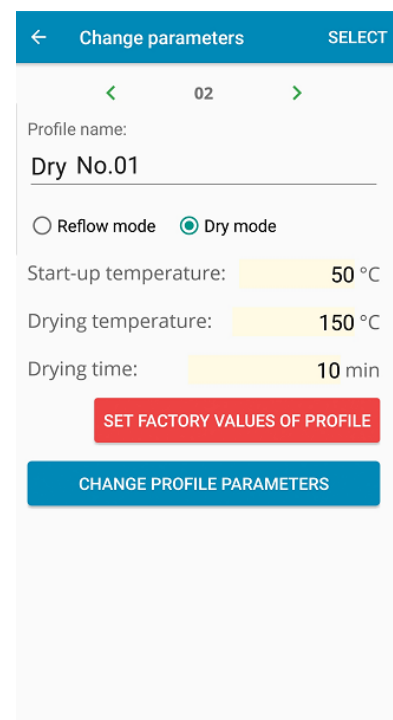 Change parameters SELECT
02
Profile name:
Dry No.01
Reflow mode Dry mode
Start-up temperature: 50 °C
Drying temperature: 150 °C
Drying time: 10 min
SET FACTORY VALUES OF PROFILE
CHANGE PROFILE PARAMETERS